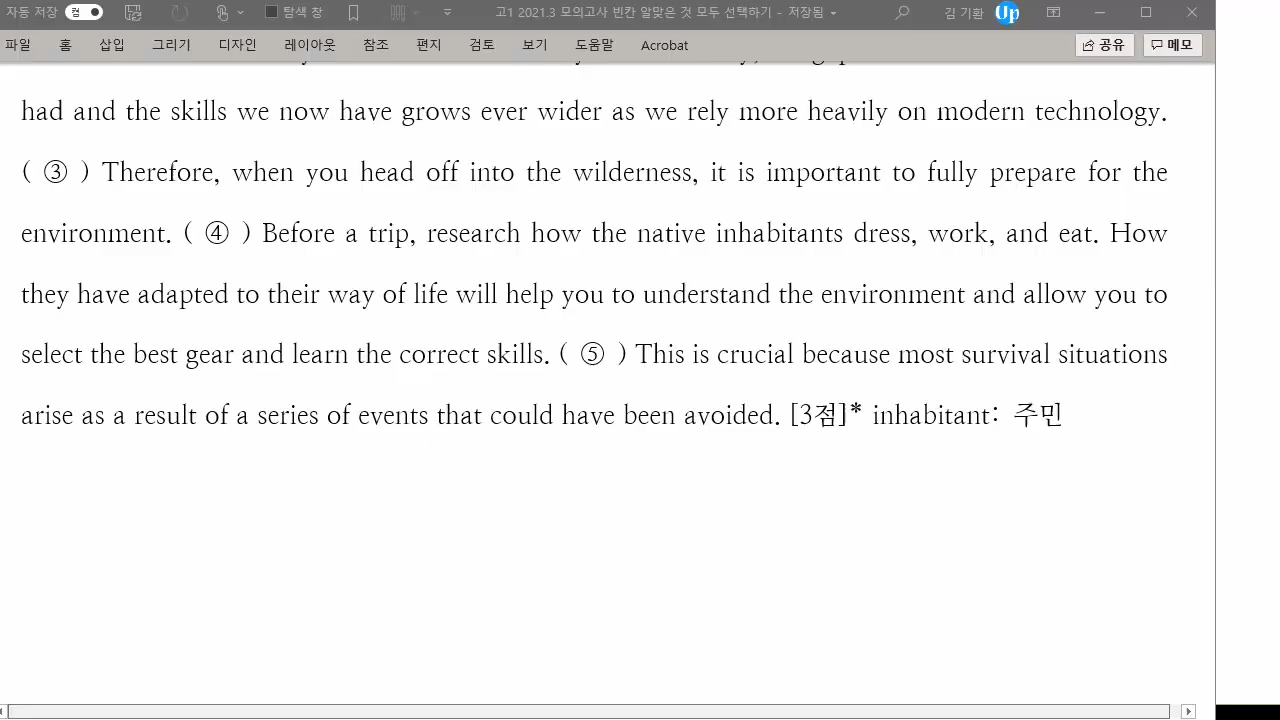 자동 저장 컴 탐색 창 고1 2021.3 모의고사 빈칸 알맞은 것 모두 선택하기 - 저장됨 김 기환 Up
파일 홈 삽입 그리기 디자인 레이아웃 참조 편지 검토 보기 도움말 Acrobat 공유 메모
had and the skills we now have grows ever wider as we rely more heavily on modern technology.
( ③ ) Therefore, when you head off into the wilderness, it is important to fully prepare for the
environment. ( ④ ) Before a trip, research how the native inhabitants dress, work, and eat. How
they have adapted to their way of life will help you to understand the environment and allow you to
select the best gear and learn the correct skills. ( ⑤ ) This is crucial because most survival situations
arise as a result of a series of events that could have been avoided. [3점]* inhabitant: 주민